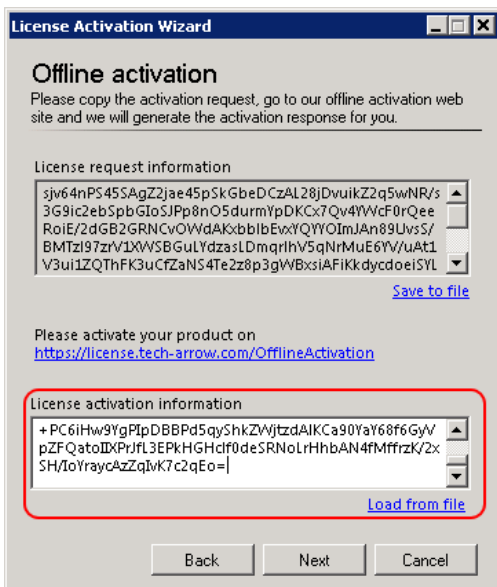 License Activation Wizard
Offline activation
Please copy the activation request, go to our offline activation web
site and we will generate the activation response for you.
License request information
sjv64nPS45SAgZ2jae45pSkGbeDCzAL28jDvuikZ2q5wNR/s
3G9ic2ebSpbGIoSJPp8nO5durmYpDKCx7Qv4YWcF0rQee
RoiE/2dGB2GRNCvOWdAKxbbIbEvxYQYYOImJAn89UvsS/
BMTzl97zrV1XWSBGuLYdzasLDmqrIhV5qNrMuE6YV/uAt1
V3ui1ZQThFK3uCfZaNS4Te2z8p3gWBxsiAFiKkdycdoeiSYL
Save to file
Please activate your product on
https://license.tech-arrow.com/OfflineActivation
License activation information
+PC6iHw9YgPIpDBBPd5qyShkZWjtzdAlKCa90YaY68f6GyV
pZFQatoIIXPrJfL3EPkHGHclf0deSRNoLrHhbAN4fMffrzK/2x
SH/IoYraycAzZqIvK7c2qEo=
Load from file
Back
Next
Cancel